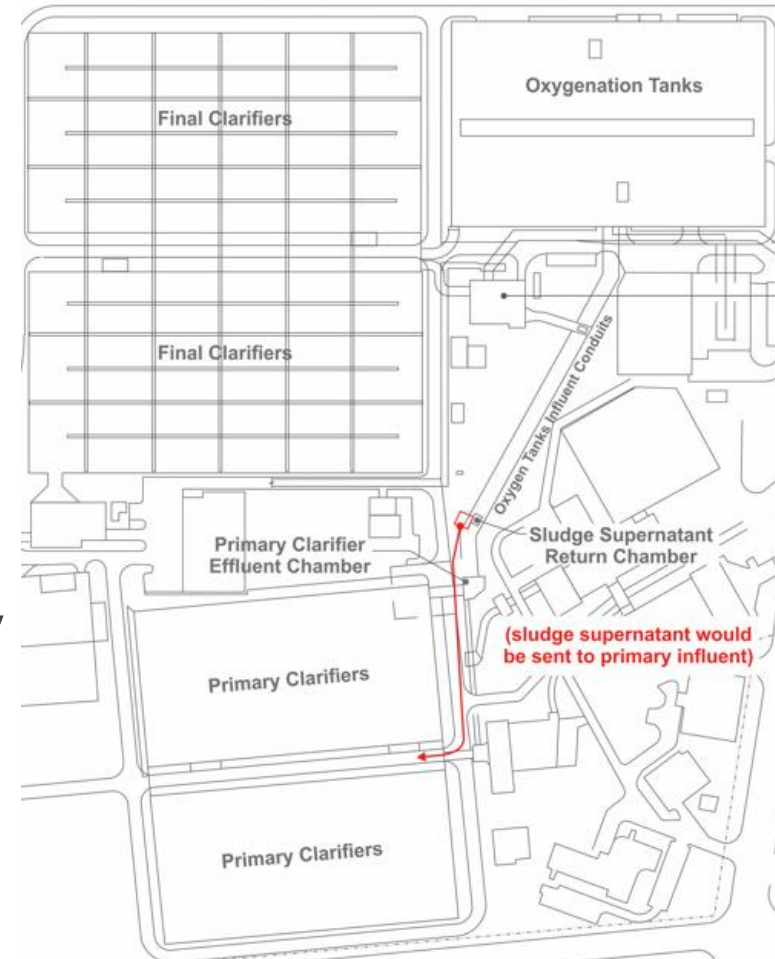 Oxygenation Tanks
Final Clarifiers
Final Clarifiers
Oxygen Tanks Influent Conduits
Sludge Supernatant
Return Chamber
Primary Clarifier
Effluent Chamber
(sludge supernatant would
be sent to primary influent)
Primary Clarifiers
Primary Clarifiers